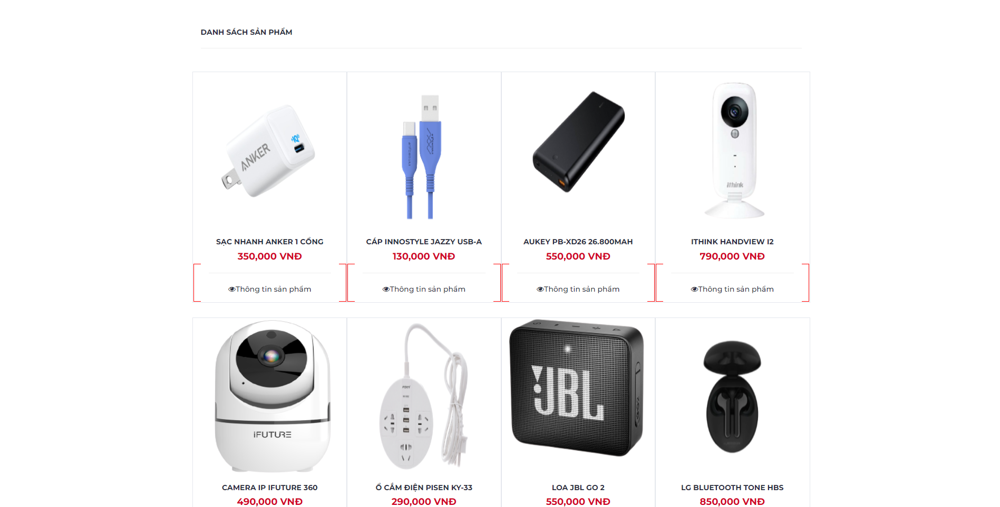 DANH SÁCH SẢN PHẨM
ANKER
IQ
ithink
SẠC NHANH ANKER 1 CỔNG
CÁP INNOSTYLE JAZZY USB-A
AUKEY PB-XD26 26.800MAH
ITHINK HANDVIEW I2
350,000 VNĐ
130,000 VNĐ
550,000 VNĐ
790,000 VNĐ
Thông tin sản phẩm
Thông tin sản phẩm
Thông tin sản phẩm
Thông tin sản phẩm
iFUTURE
JBL
GO 2
CAMERA IP IFUTURE 360
Ổ CẮM ĐIỆN PISEN KY-33
LOA JBL GO 2
LG BLUETOOTH TONE HBS
490,000 VNĐ
290,000 VNĐ
550,000 VNĐ
850,000 VNĐ